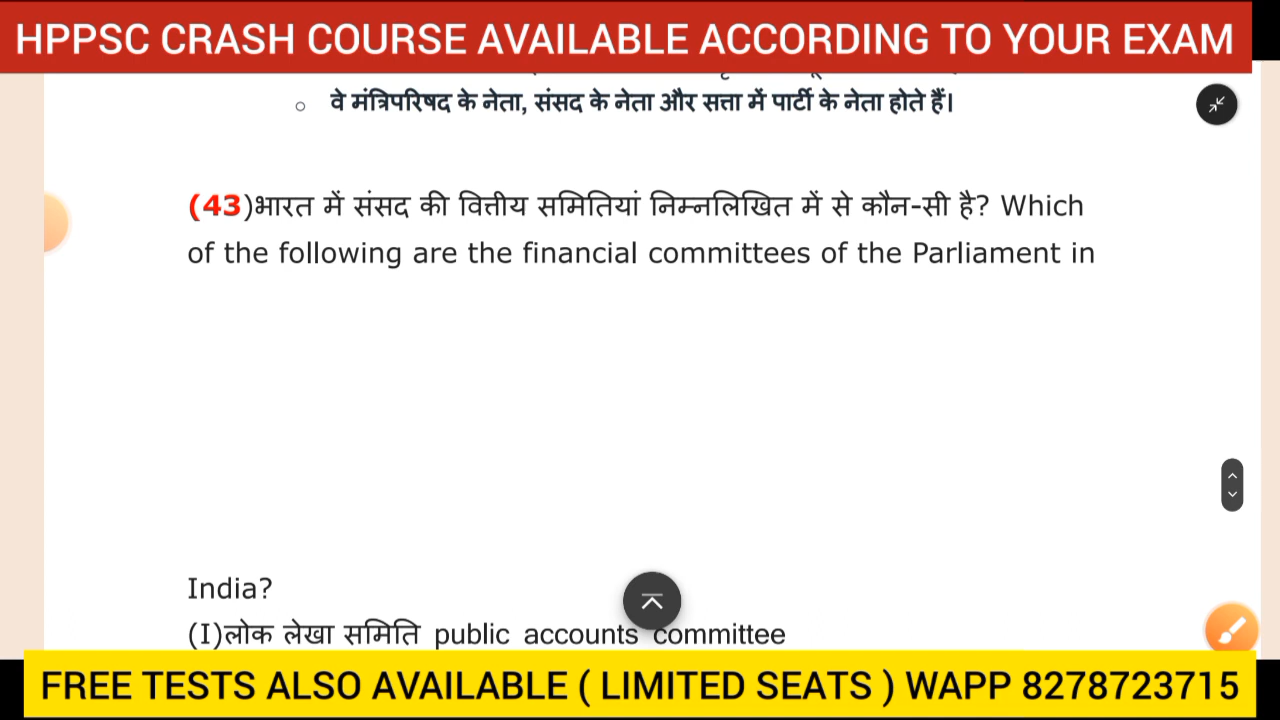 HPPSC CRASH COURSE AVAILABLE ACCORDING TO YOUR EXAM
वे मंत्रिपरिषद के नेता, संसद के नेता और सत्ता में पार्टी के नेता होते हैं।
(43)भारत में संसद की वित्तीय समितियां निम्नलिखित में से कौन-सी है? Which
of the following are the financial committees of the Parliament in
India?
(I)लोक लेखा समिति public accounts committee
FREE TESTS ALSO AVAILABLE ( LIMITED SEATS ) WAPP 8278723715